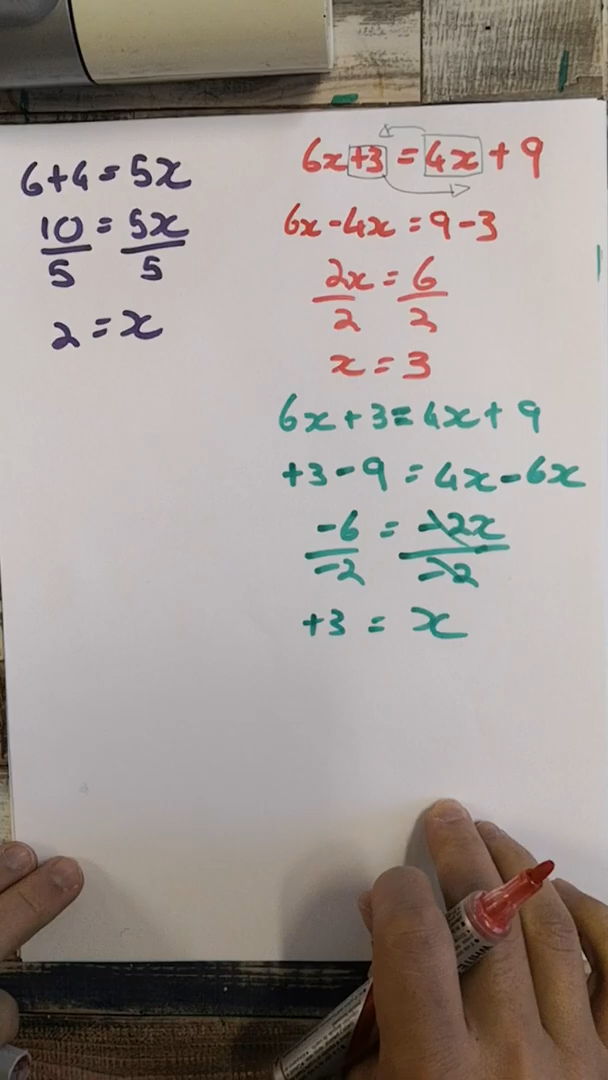 6+4=5x
10/5 = 5x/5
2=x
6x+3=4x+9
6x-4x=9-3
2x/2 = 6/2
x=3
6x+3=4x+9
+3-9=4x-6x
-6/-2 = -2x/-2
+3=x